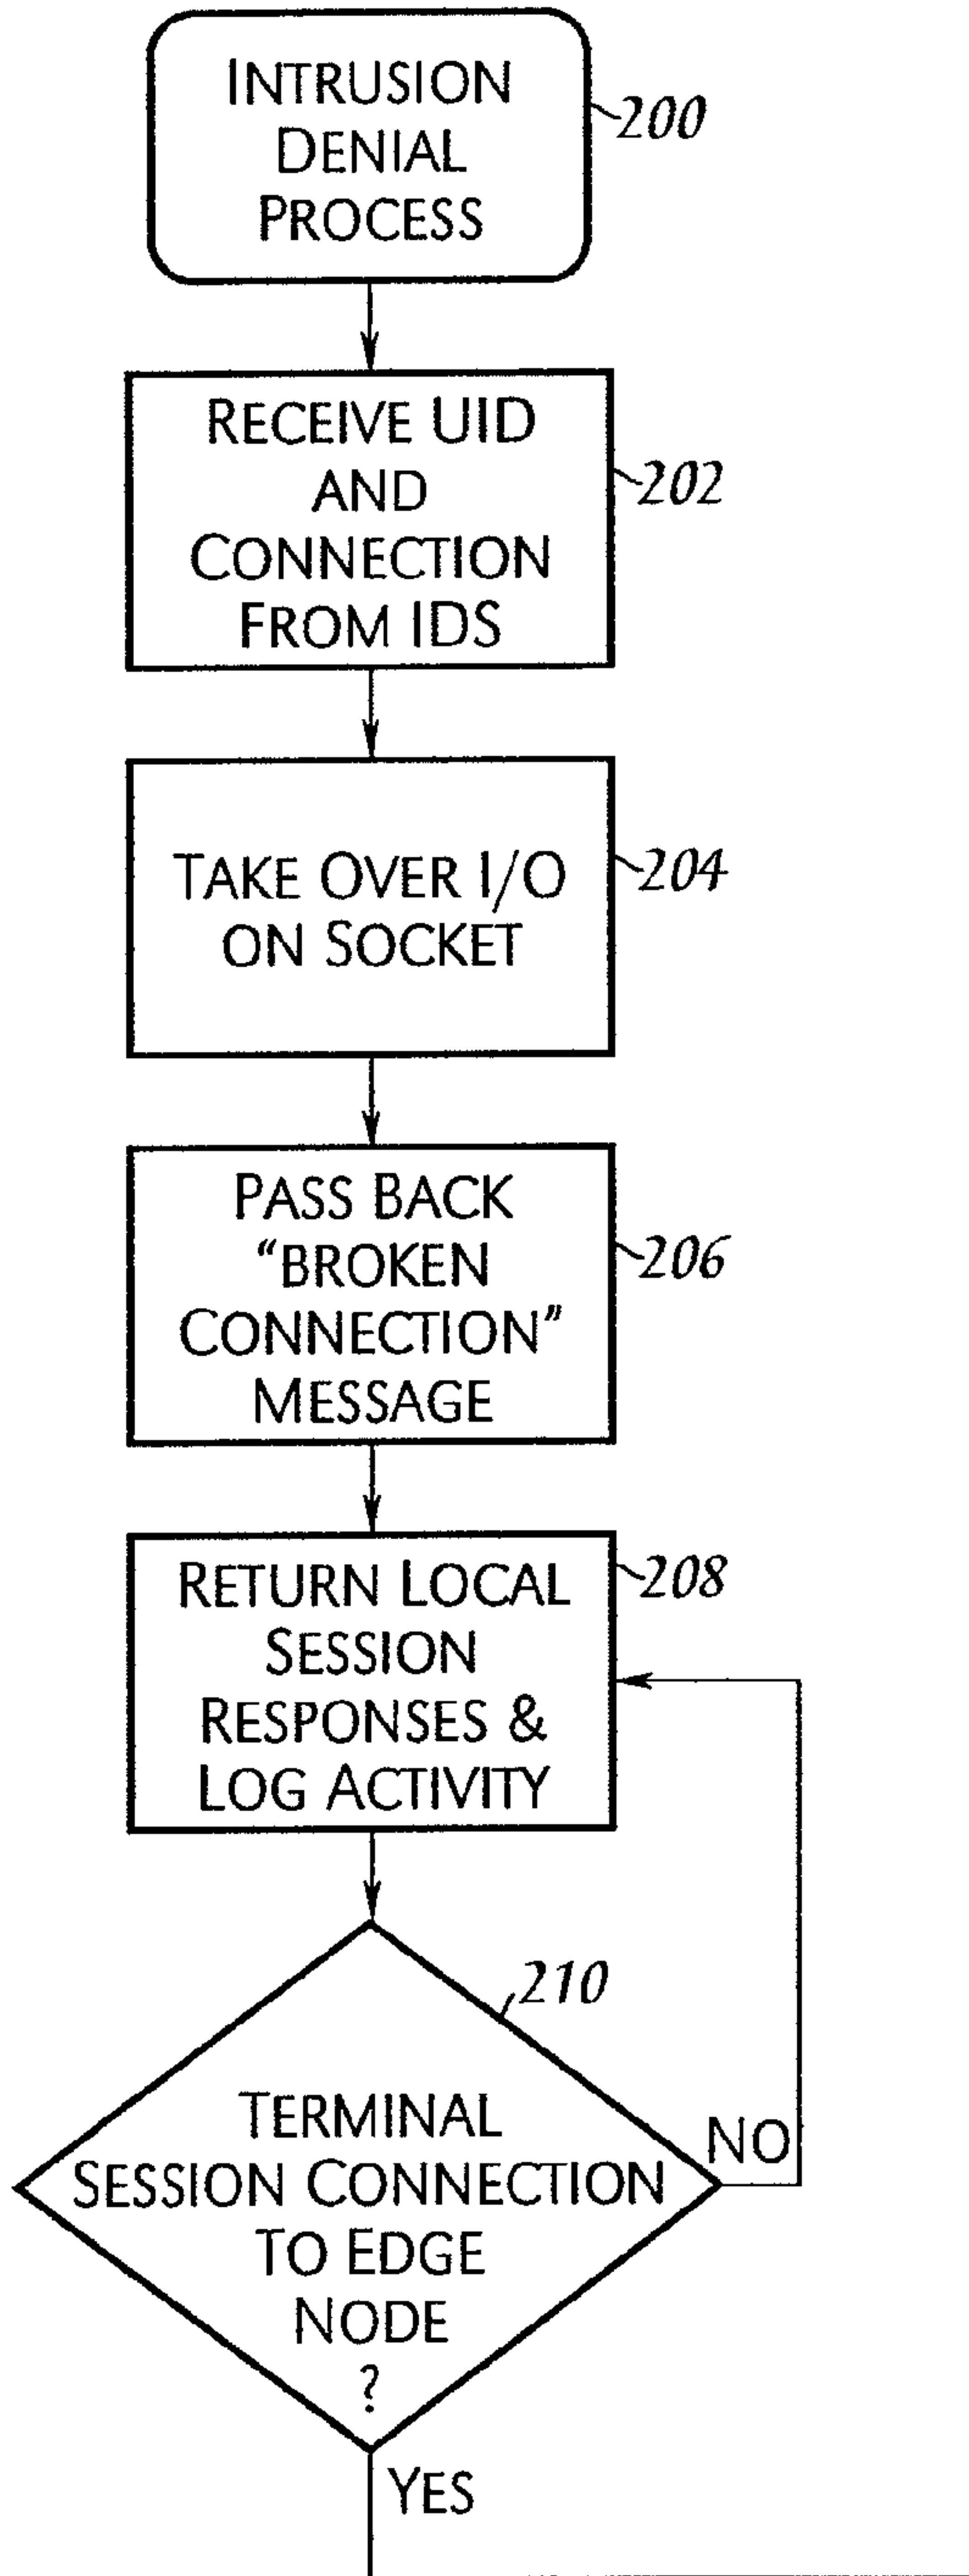 INTRUSION
DENIAL
PROCESS
200
RECEIVE UID
AND
CONNECTION
FROM IDS
202
TAKE OVER I/O
ON SOCKET
204
PASS BACK
“BROKEN
CONNECTION”
MESSAGE
206
RETURN LOCAL
SESSION
RESPONSES &
LOG ACTIVITY
208
210
TERMINAL
SESSION CONNECTION
TO EDGE
NODE
?
NO
YES